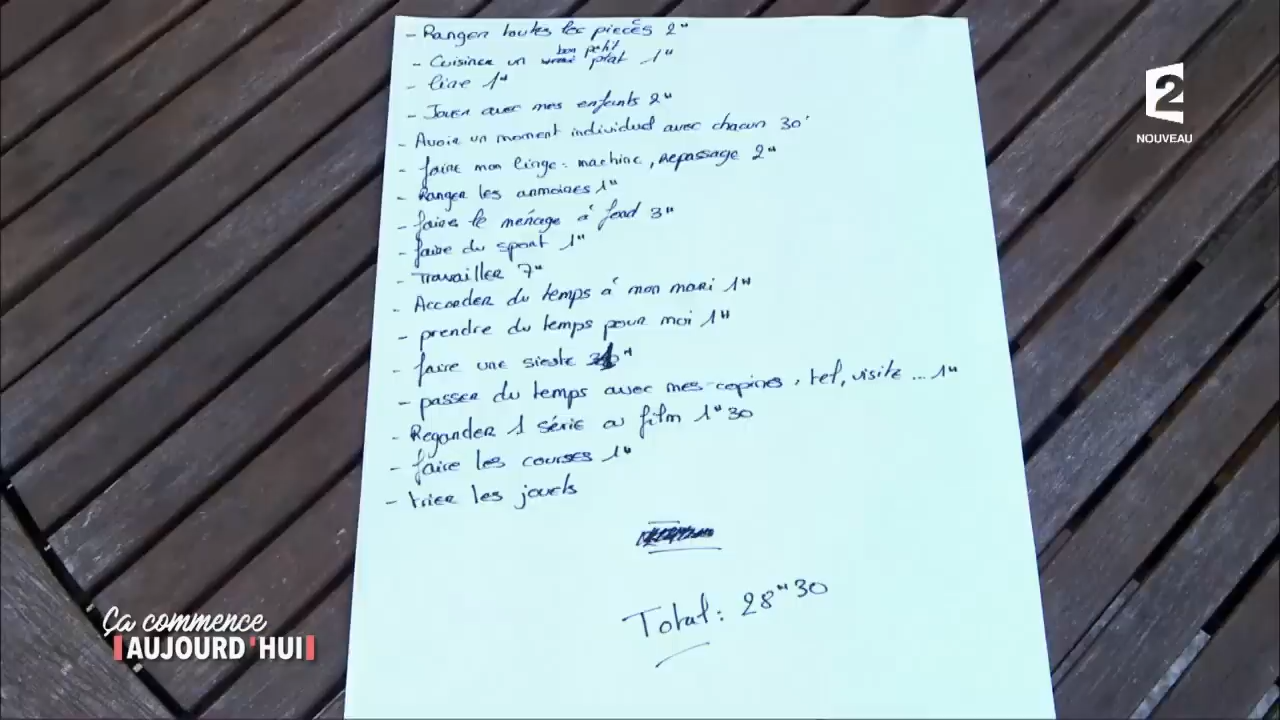 - Ranger toutes les pieces 2H
- Cuisiner un bon petit plat 1H
- lire 1H
- Jouer avec mes enfants 2H
- Avoir un moment individuel avec chacun 30'
- faire mon linge : machine, repassage 2H
- Ranger les armoires 1H
- faire le ménage à fond 3H
- faire du sport 1H
- Travailler 7H
- Accorder du temps à mon mari 1H
- prendre du temps pour moi 1H
- faire une sieste
- passer du temps avec mes copines, tel, visite ... 1H
- Regarder 1 série ou film 1H30
- faire les courses 1H
- trier les jouets
Total : 28H30
2
NOUVEAU
Ça commence
AUJOURD'HUI